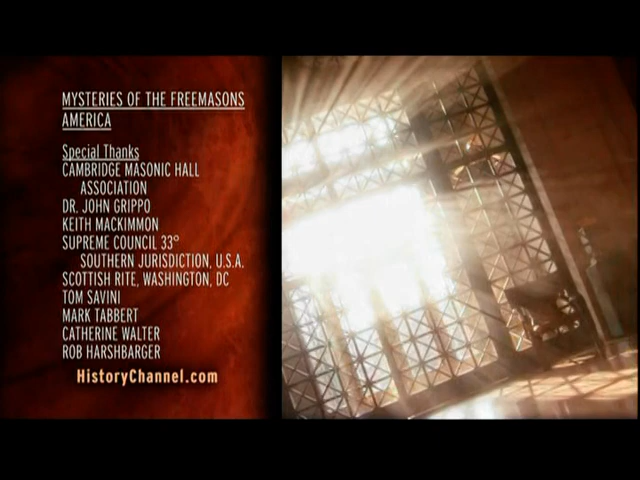 MYSTERIES OF THE FREEMASONS
AMERICA
Special Thanks
CAMBRIDGE MASONIC HALL
ASSOCIATION
DR. JOHN GRIPPO
KEITH MACKIMMON
SUPREME COUNCIL 33°
SOUTHERN JURISDICTION, U.S.A.
SCOTTISH RITE, WASHINGTON, DC
TOM SAVINI
MARK TABBERT
CATHERINE WALTER
ROB HARSHBARGER
HistoryChannel.com